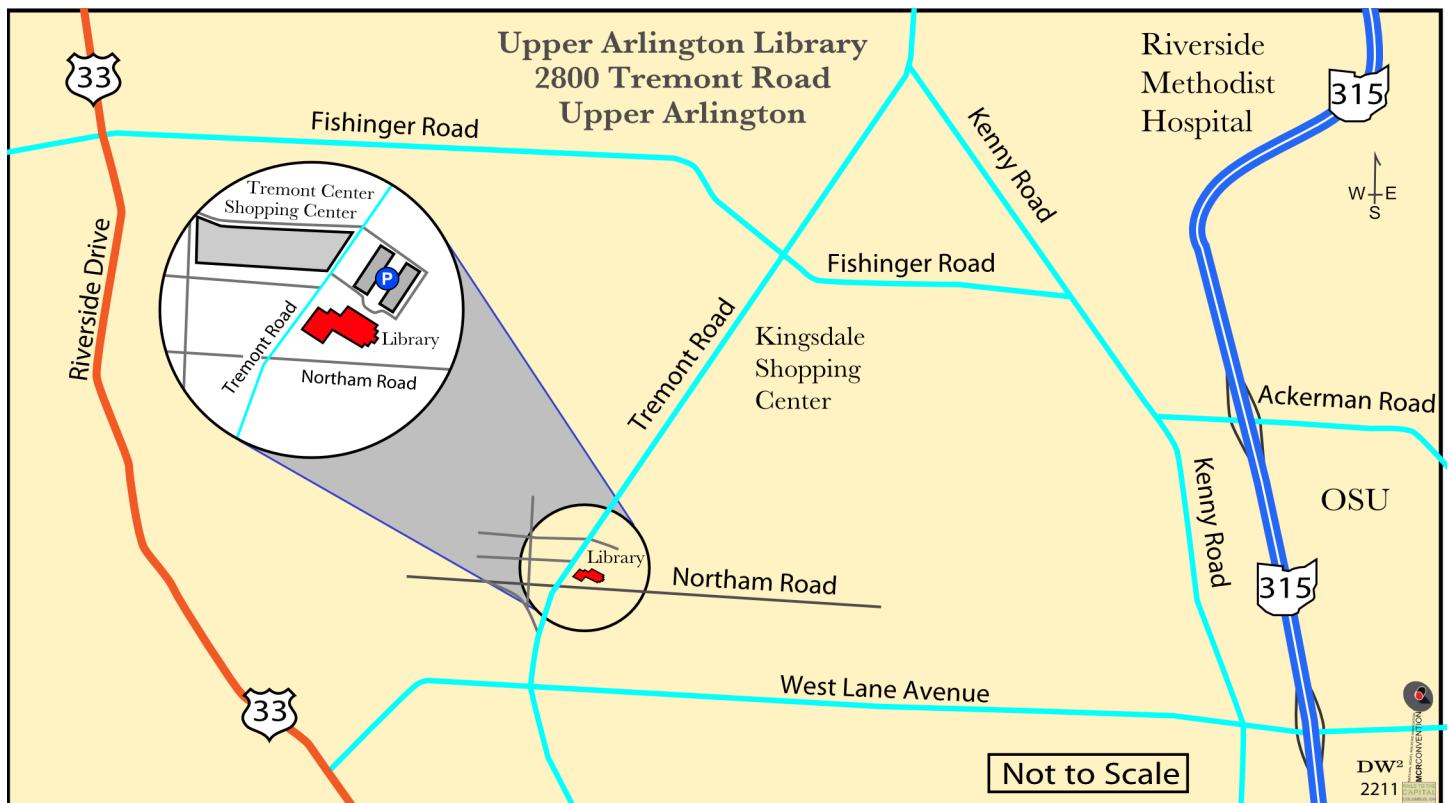 Upper Arlington Library
2800 Tremont Road
Upper Arlington
Riverside
Methodist
Hospital
33
315
Fishinger Road
Kenny Road
W E
S
Tremont Center
Shopping Center
P
Library
Tremont Road
Northam Road
Riverside Drive
Fishinger Road
Tremont Road
Kingsdale
Shopping
Center
Ackerman Road
Kenny Road
OSU
Library
Northam Road
315
West Lane Avenue
33
Not to Scale
DW²
2211
MCRCONVENTION
CAPITAL